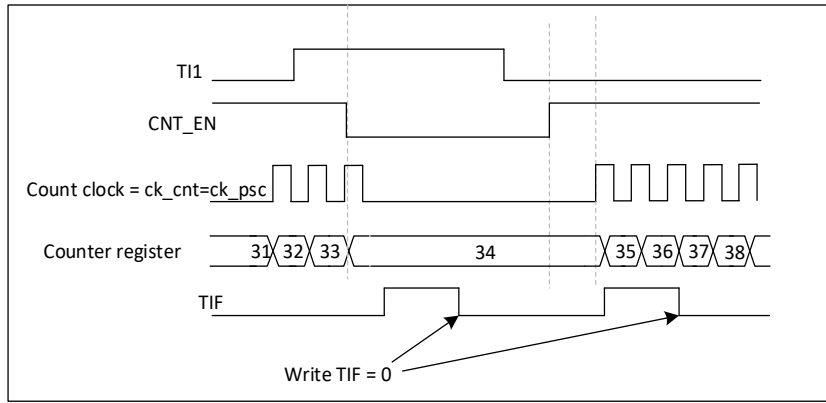 TI1
CNT_EN
Count clock = ck_cnt=ck_psc
Counter register 31 32 33 34 35 36 37 38
TIF
Write TIF = 0